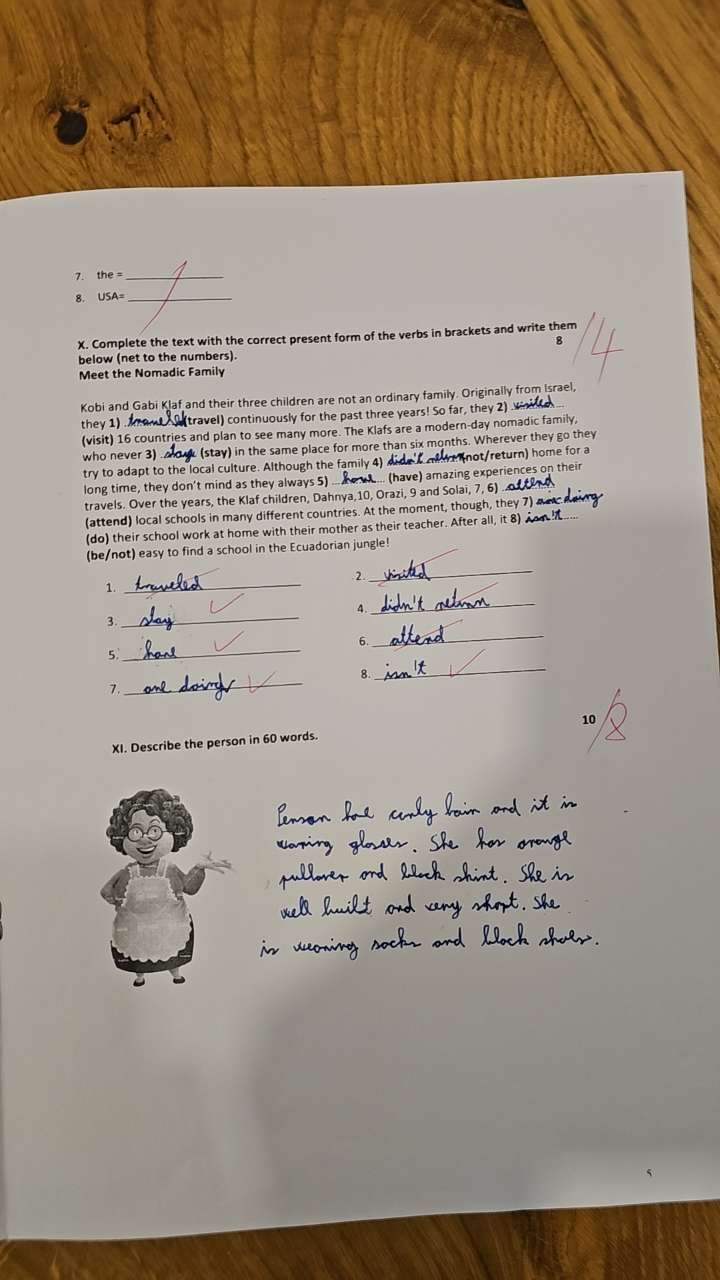 7. the = ____________
8. USA= ____________
X. Complete the text with the correct present form of the verbs in brackets and write them
below (net to the numbers).
8 /4
Meet the Nomadic Family
Kobi and Gabi Klaf and their three children are not an ordinary family. Originally from Israel,
they 1) traveled (travel) continuously for the past three years! So far, they 2) visited
(visit) 16 countries and plan to see many more. The Klafs are a modern-day nomadic family,
who never 3) stay (stay) in the same place for more than six months. Wherever they go they
try to adapt to the local culture. Although the family 4) didn't return (not/return) home for a
long time, they don't mind as they always 5) have (have) amazing experiences on their
travels. Over the years, the Klaf children, Dahnya,10, Orazi, 9 and Solai, 7, 6) attend
(attend) local schools in many different countries. At the moment, though, they 7) are doing
(do) their school work at home with their mother as their teacher. After all, it 8) isn't
(be/not) easy to find a school in the Ecuadorian jungle!
1. traveled 2. visited
3. stay 4. didn't return
5. have 6. attend
7. are doing 8. isn't
XI. Describe the person in 60 words.
10 /8
Person has curly hair and it is
waring glasses. She has orange
pullover and black shirt. She is
well built and very short. She
is wearing socks and black shoes.